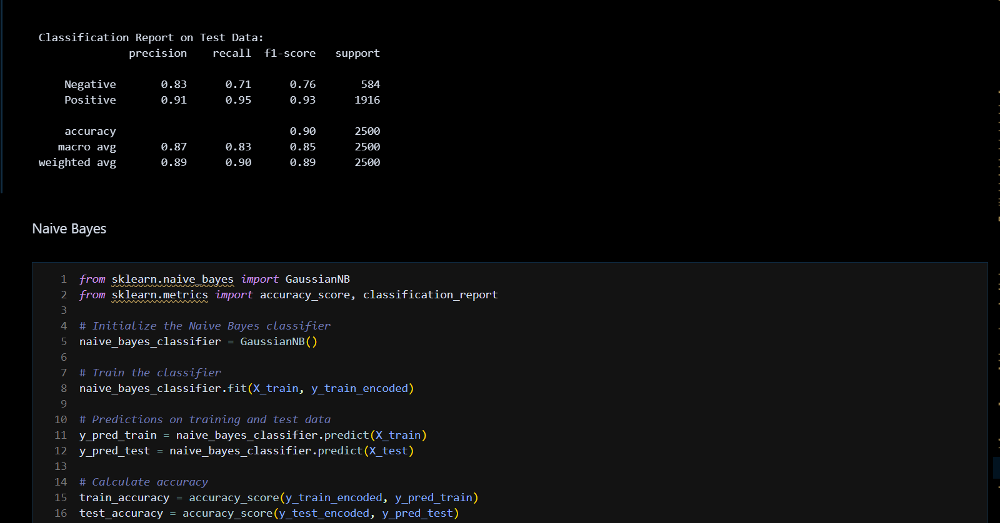 Classification Report on Test Data:
precision recall f1-score support
Negative 0.83 0.71 0.76 584
Positive 0.91 0.95 0.93 1916
accuracy 0.90 2500
macro avg 0.87 0.83 0.85 2500
weighted avg 0.89 0.90 0.89 2500
Naive Bayes
1 from sklearn.naive_bayes import GaussianNB
2 from sklearn.metrics import accuracy_score, classification_report
3
4 # Initialize the Naive Bayes classifier
5 naive_bayes_classifier = GaussianNB()
6
7 # Train the classifier
8 naive_bayes_classifier.fit(X_train, y_train_encoded)
9
10 # Predictions on training and test data
11 y_pred_train = naive_bayes_classifier.predict(X_train)
12 y_pred_test = naive_bayes_classifier.predict(X_test)
13
14 # Calculate accuracy
15 train_accuracy = accuracy_score(y_train_encoded, y_pred_train)
16 test_accuracy = accuracy_score(y_test_encoded, y_pred_test)